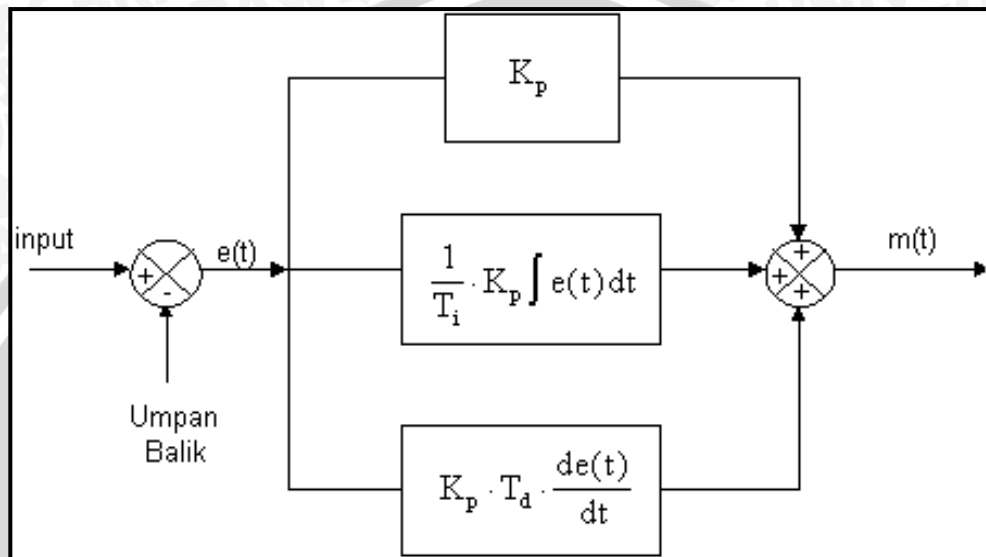 K_p
input
e(t)
+
-
1/T_i · K_p ∫ e(t) dt
+
+
+
m(t)
Umpan
Balik
K_p · T_d · de(t)/dt